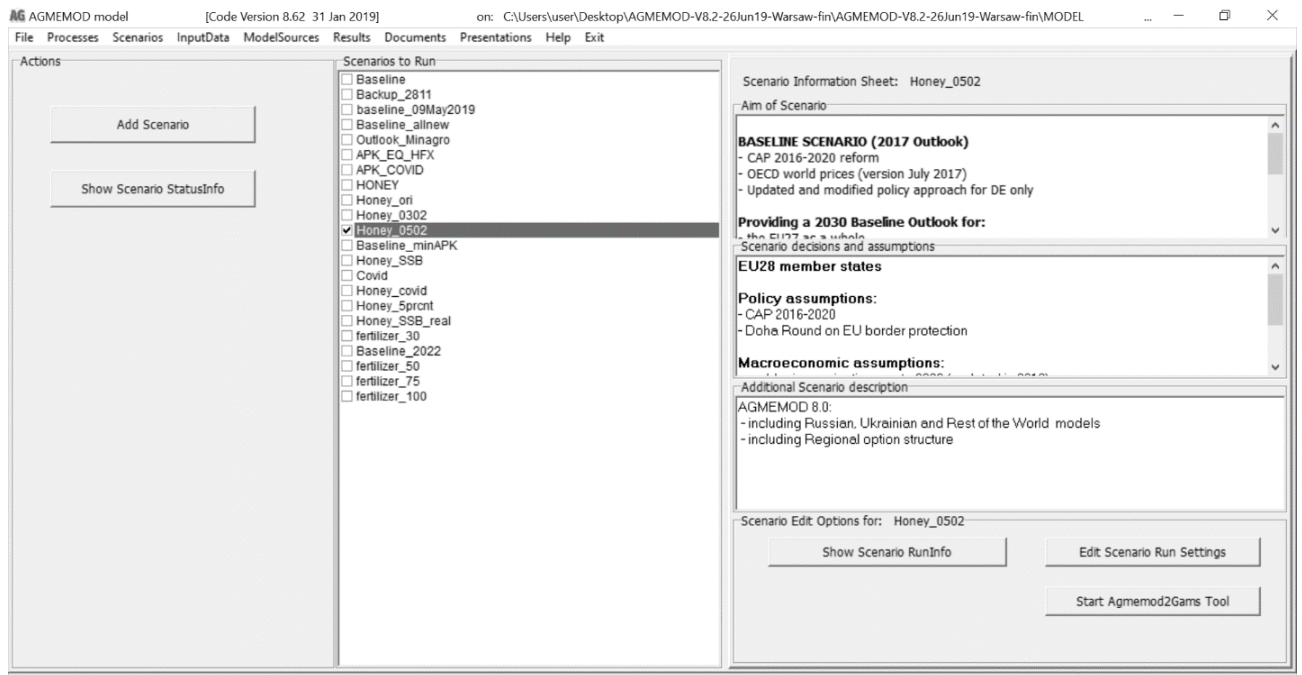 AG AGMEMOD model [Code Version 8.62 31 Jan 2019] on: C:\Users\user\Desktop\AGMEMOD-V8.2-26Jun19-Warsaw-fin\AGMEMOD-V8.2-26Jun19-Warsaw-fin\MODEL ...
File Processes Scenarios InputData ModelSources Results Documents Presentations Help Exit
Actions
Add Scenario
Show Scenario StatusInfo
Scenarios to Run
Baseline
Backup_2811
baseline_09May2019
Baseline_allnew
Outlook_Minagro
APK_EQ_HFX
APK_COVID
HONEY
Honey_ori
Honey_0302
Honey_0502
Baseline_minAPK
Honey_SSB
Covid
Honey_covid
Honey_5prcnt
Honey_SSB_real
fertilizer_30
Baseline_2022
fertilizer_50
fertilizer_75
fertilizer_100
Scenario Information Sheet: Honey_0502
Aim of Scenario
BASELINE SCENARIO (2017 Outlook)
- CAP 2016-2020 reform
- OECD world prices (version July 2017)
- Updated and modified policy approach for DE only
Providing a 2030 Baseline Outlook for:
- the EU27 as a whole
Scenario decisions and assumptions
EU28 member states
Policy assumptions:
- CAP 2016-2020
- Doha Round on EU border protection
Macroeconomic assumptions:
Additional Scenario description
AGMEMOD 8.0:
- including Russian, Ukrainian and Rest of the World models
- including Regional option structure
Scenario Edit Options for: Honey_0502
Show Scenario RunInfo
Edit Scenario Run Settings
Start Agmemod2Gams Tool